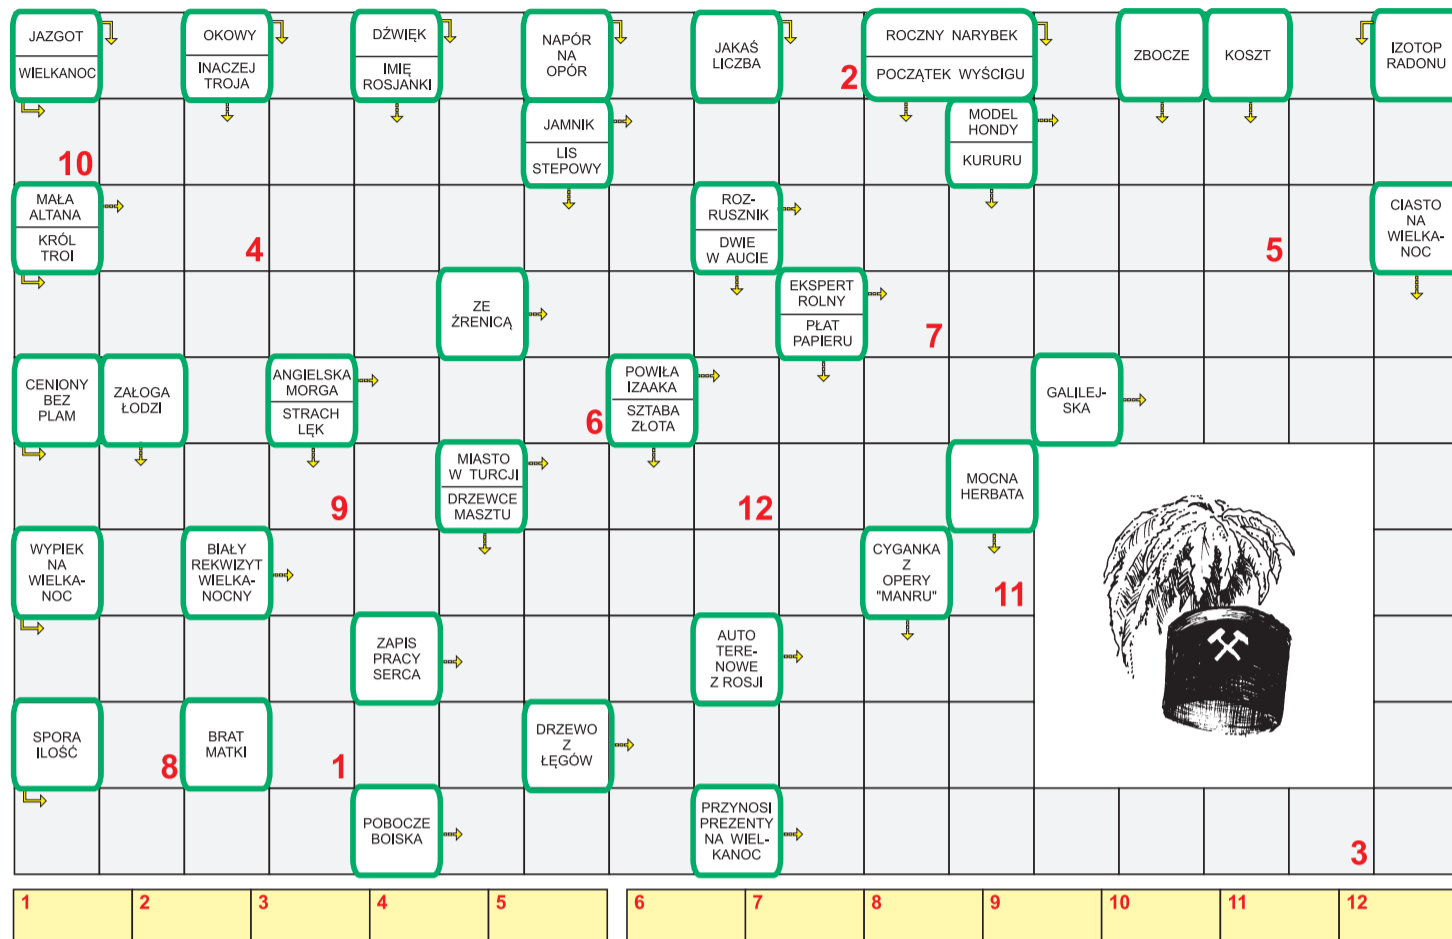 JAZGOT
WIELKANOC
OKOWY
INACZEJ
TROJA
DŹWIĘK
IMIĘ
ROSJANKI
NAPÓR
NA
OPÓR
JAKAŚ
LICZBA
ROCZNY NARYBEK
2
POCZĄTEK WYŚCIGU
ZBOCZE
KOSZT
IZOTOP
RADONU
10
JAMNIK
LIS
STEPOWY
MODEL
HONDY
KURURU
MAŁA
ALTANA
KRÓL
TROI
4
ROZ-
RUSZNIK
DWIE
W AUCIE
5
CIASTO
NA
WIELKA-
NOC
ZE
ŹRENICĄ
EKSPERT
ROLNY
PŁAT
PAPIERU
7
CENIONY
BEZ
PLAM
ZAŁOGA
ŁODZI
ANGIELSKA
MORGA
STRACH
LĘK
6
POWIŁA
IZAAKA
SZTABA
ZŁOTA
GALILEJ-
SKA
9
MIASTO
W TURCJI
DRZEWCE
MASZTU
12
MOCNA
HERBATA
WYPIEK
NA
WIELKA-
NOC
BIAŁY
REKWIZYT
WIELKA-
NOCNY
CYGANKA
Z
OPERY
"MANRU"
11
ZAPIS
PRACY
SERCA
AUTO
TERE-
NOWE
Z ROSJI
SPORA
ILOŚĆ
8
BRAT
MATKI
1
DRZEWO
Z
ŁĘGÓW
POBOCZE
BOISKA
PRZYNOSI
PREZENTY
NA WIEL-
KANOC
3
1 2 3 4 5 6 7 8 9 10 11 12